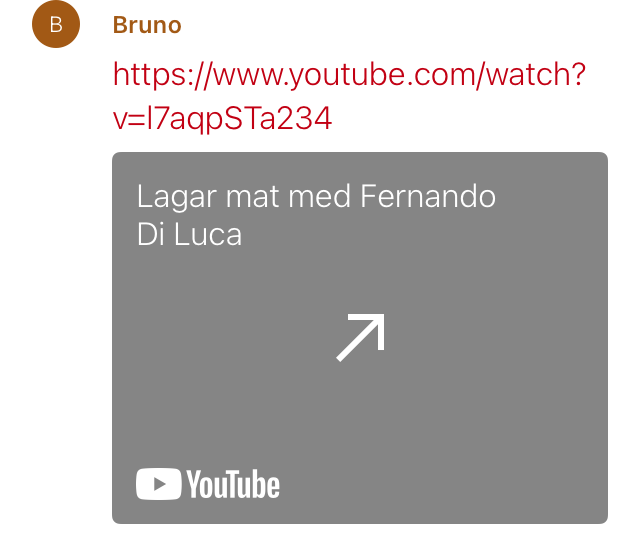 B
Bruno
https://www.youtube.com/watch?
v=l7aqpSTa234
Lagar mat med Fernando
Di Luca
YouTube